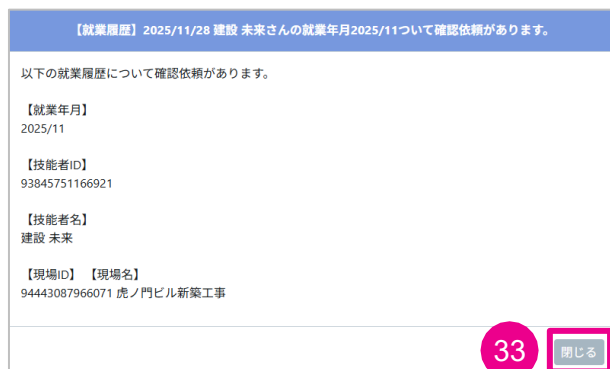 【就業履歴】2025/11/28 建設 未来さんの就業年月2025/11ついて確認依頼があります。
以下の就業履歴について確認依頼があります。
【就業年月】
2025/11
【技能者ID】
93845751166921
【技能者名】
建設 未来
【現場ID】 【現場名】
94443087966071 虎ノ門ビル新築工事
33
閉じる